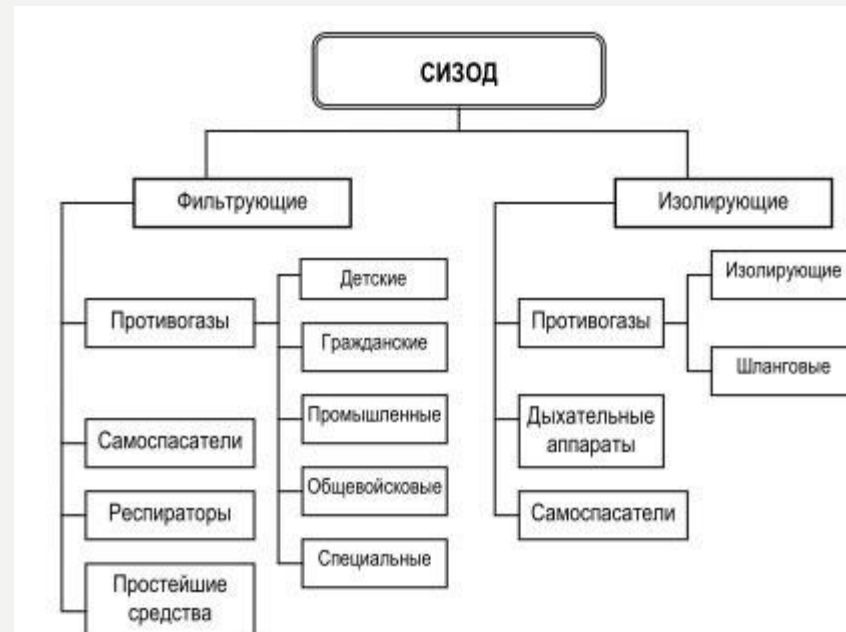 СИЗОД
Фильтрующие
Изолирующие
Противогазы
Детские
Гражданские
Промышленные
Общевойсковые
Специальные
Самоспасатели
Респираторы
Простейшие
средства
Противогазы
Изолирующие
Шланговые
Дыхательные
аппараты
Самоспасатели